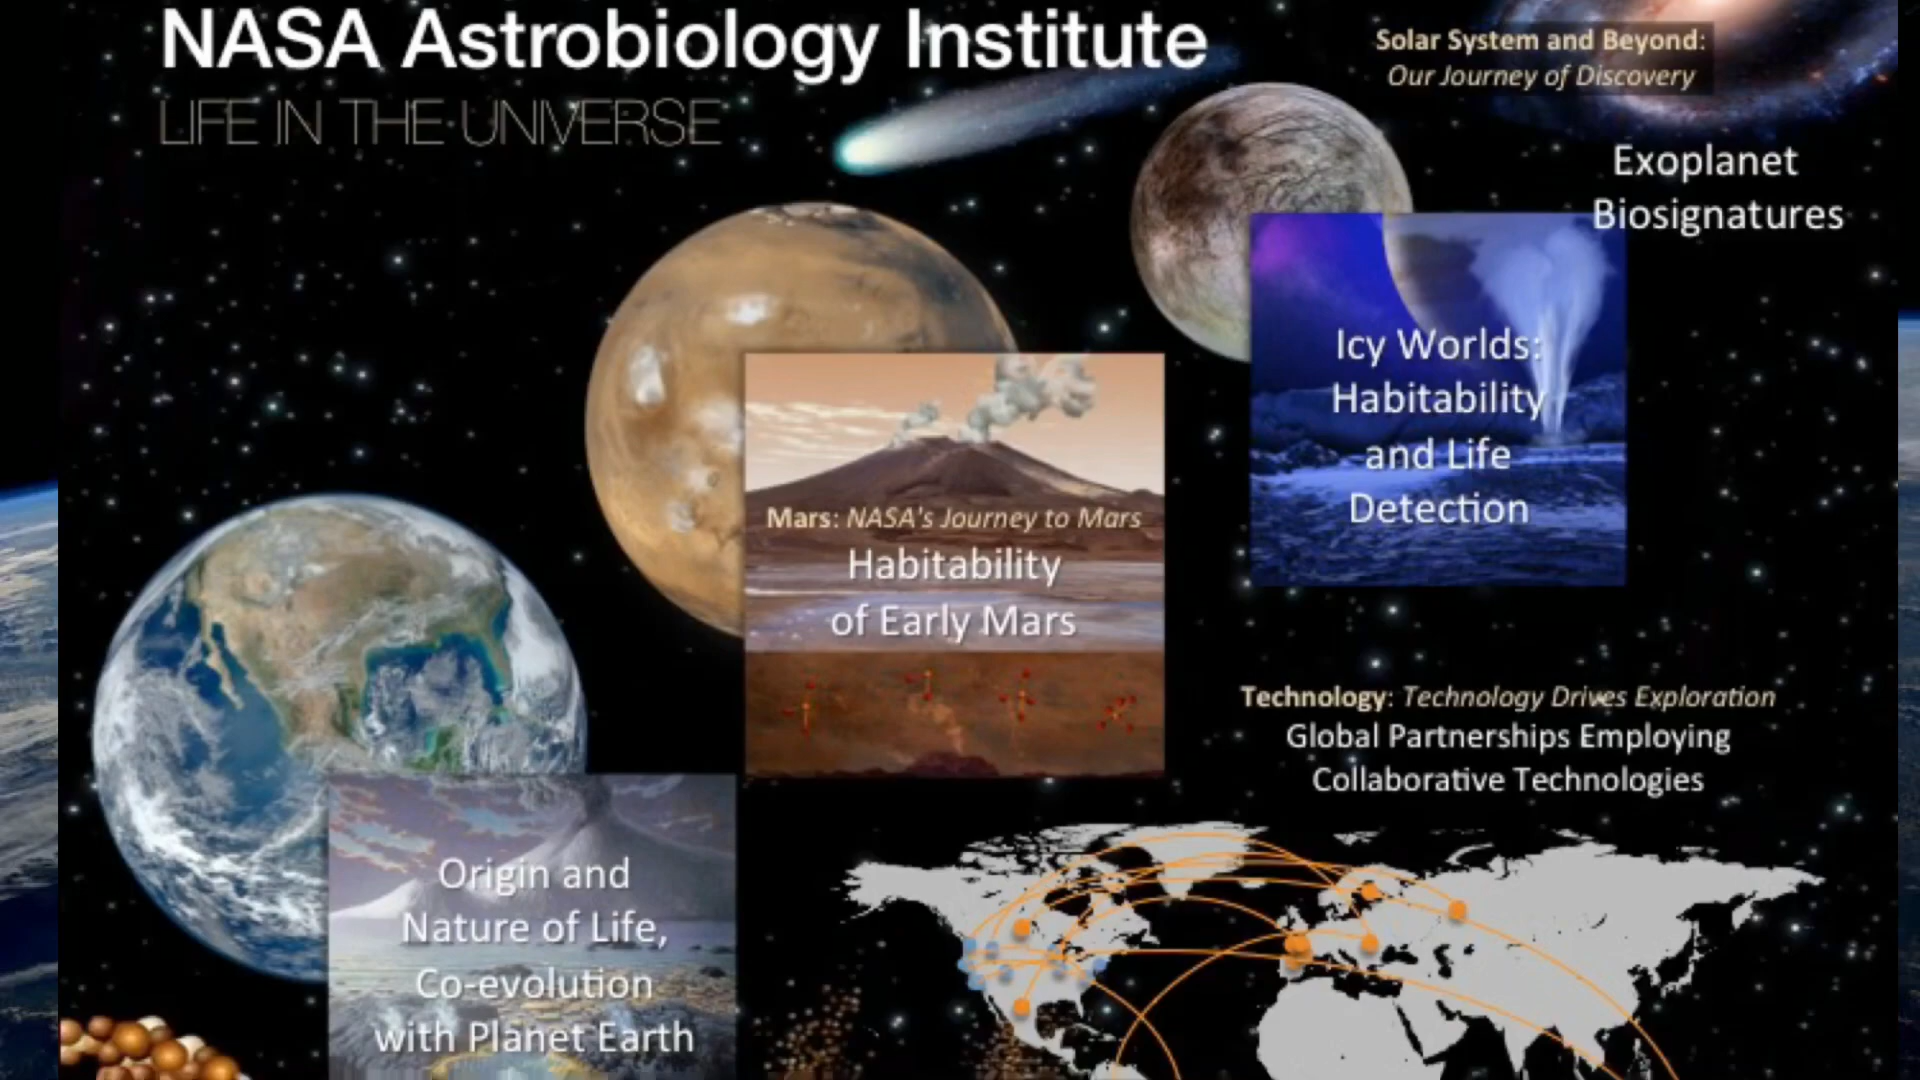 NASA Astrobiology Institute
LIFE IN THE UNIVERSE
Solar System and Beyond:
Our Journey of Discovery
Exoplanet
Biosignatures
Icy Worlds:
Habitability
and Life
Detection
Mars: NASA's Journey to Mars
Habitability
of Early Mars
Technology: Technology Drives Exploration
Global Partnerships Employing
Collaborative Technologies
Origin and
Nature of Life,
Co-evolution
with Planet Earth